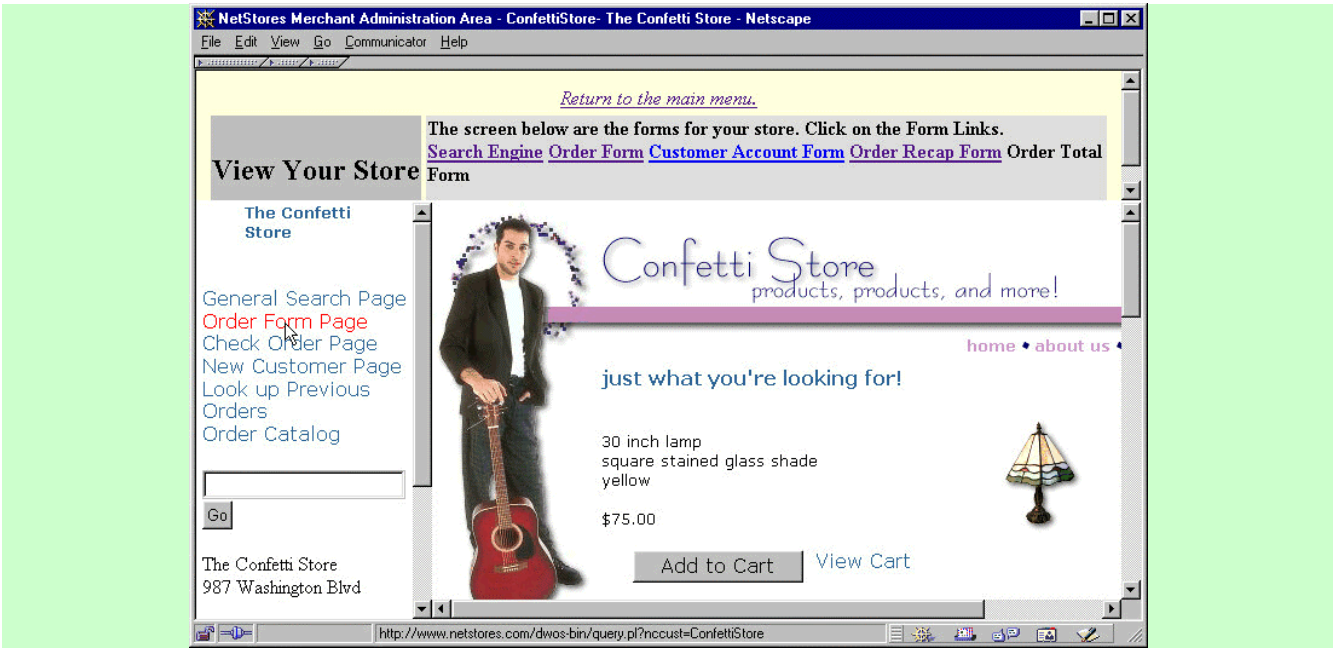 NetStores Merchant Administration Area - ConfettiStore- The Confetti Store - Netscape
File Edit View Go Communicator Help
Return to the main menu.
View Your Store
The screen below are the forms for your store. Click on the Form Links.
Search Engine Order Form Customer Account Form Order Recap Form Order Total
Form
The Confetti
Store
General Search Page
Order Form Page
Check Order Page
New Customer Page
Look up Previous
Orders
Order Catalog
Go
The Confetti Store
987 Washington Blvd
Confetti Store
products, products, and more!
home • about us •
just what you're looking for!
30 inch lamp
square stained glass shade
yellow
$75.00
Add to Cart View Cart
http://www.netstores.com/dwos-bin/query.pl?nccust=ConfettiStore